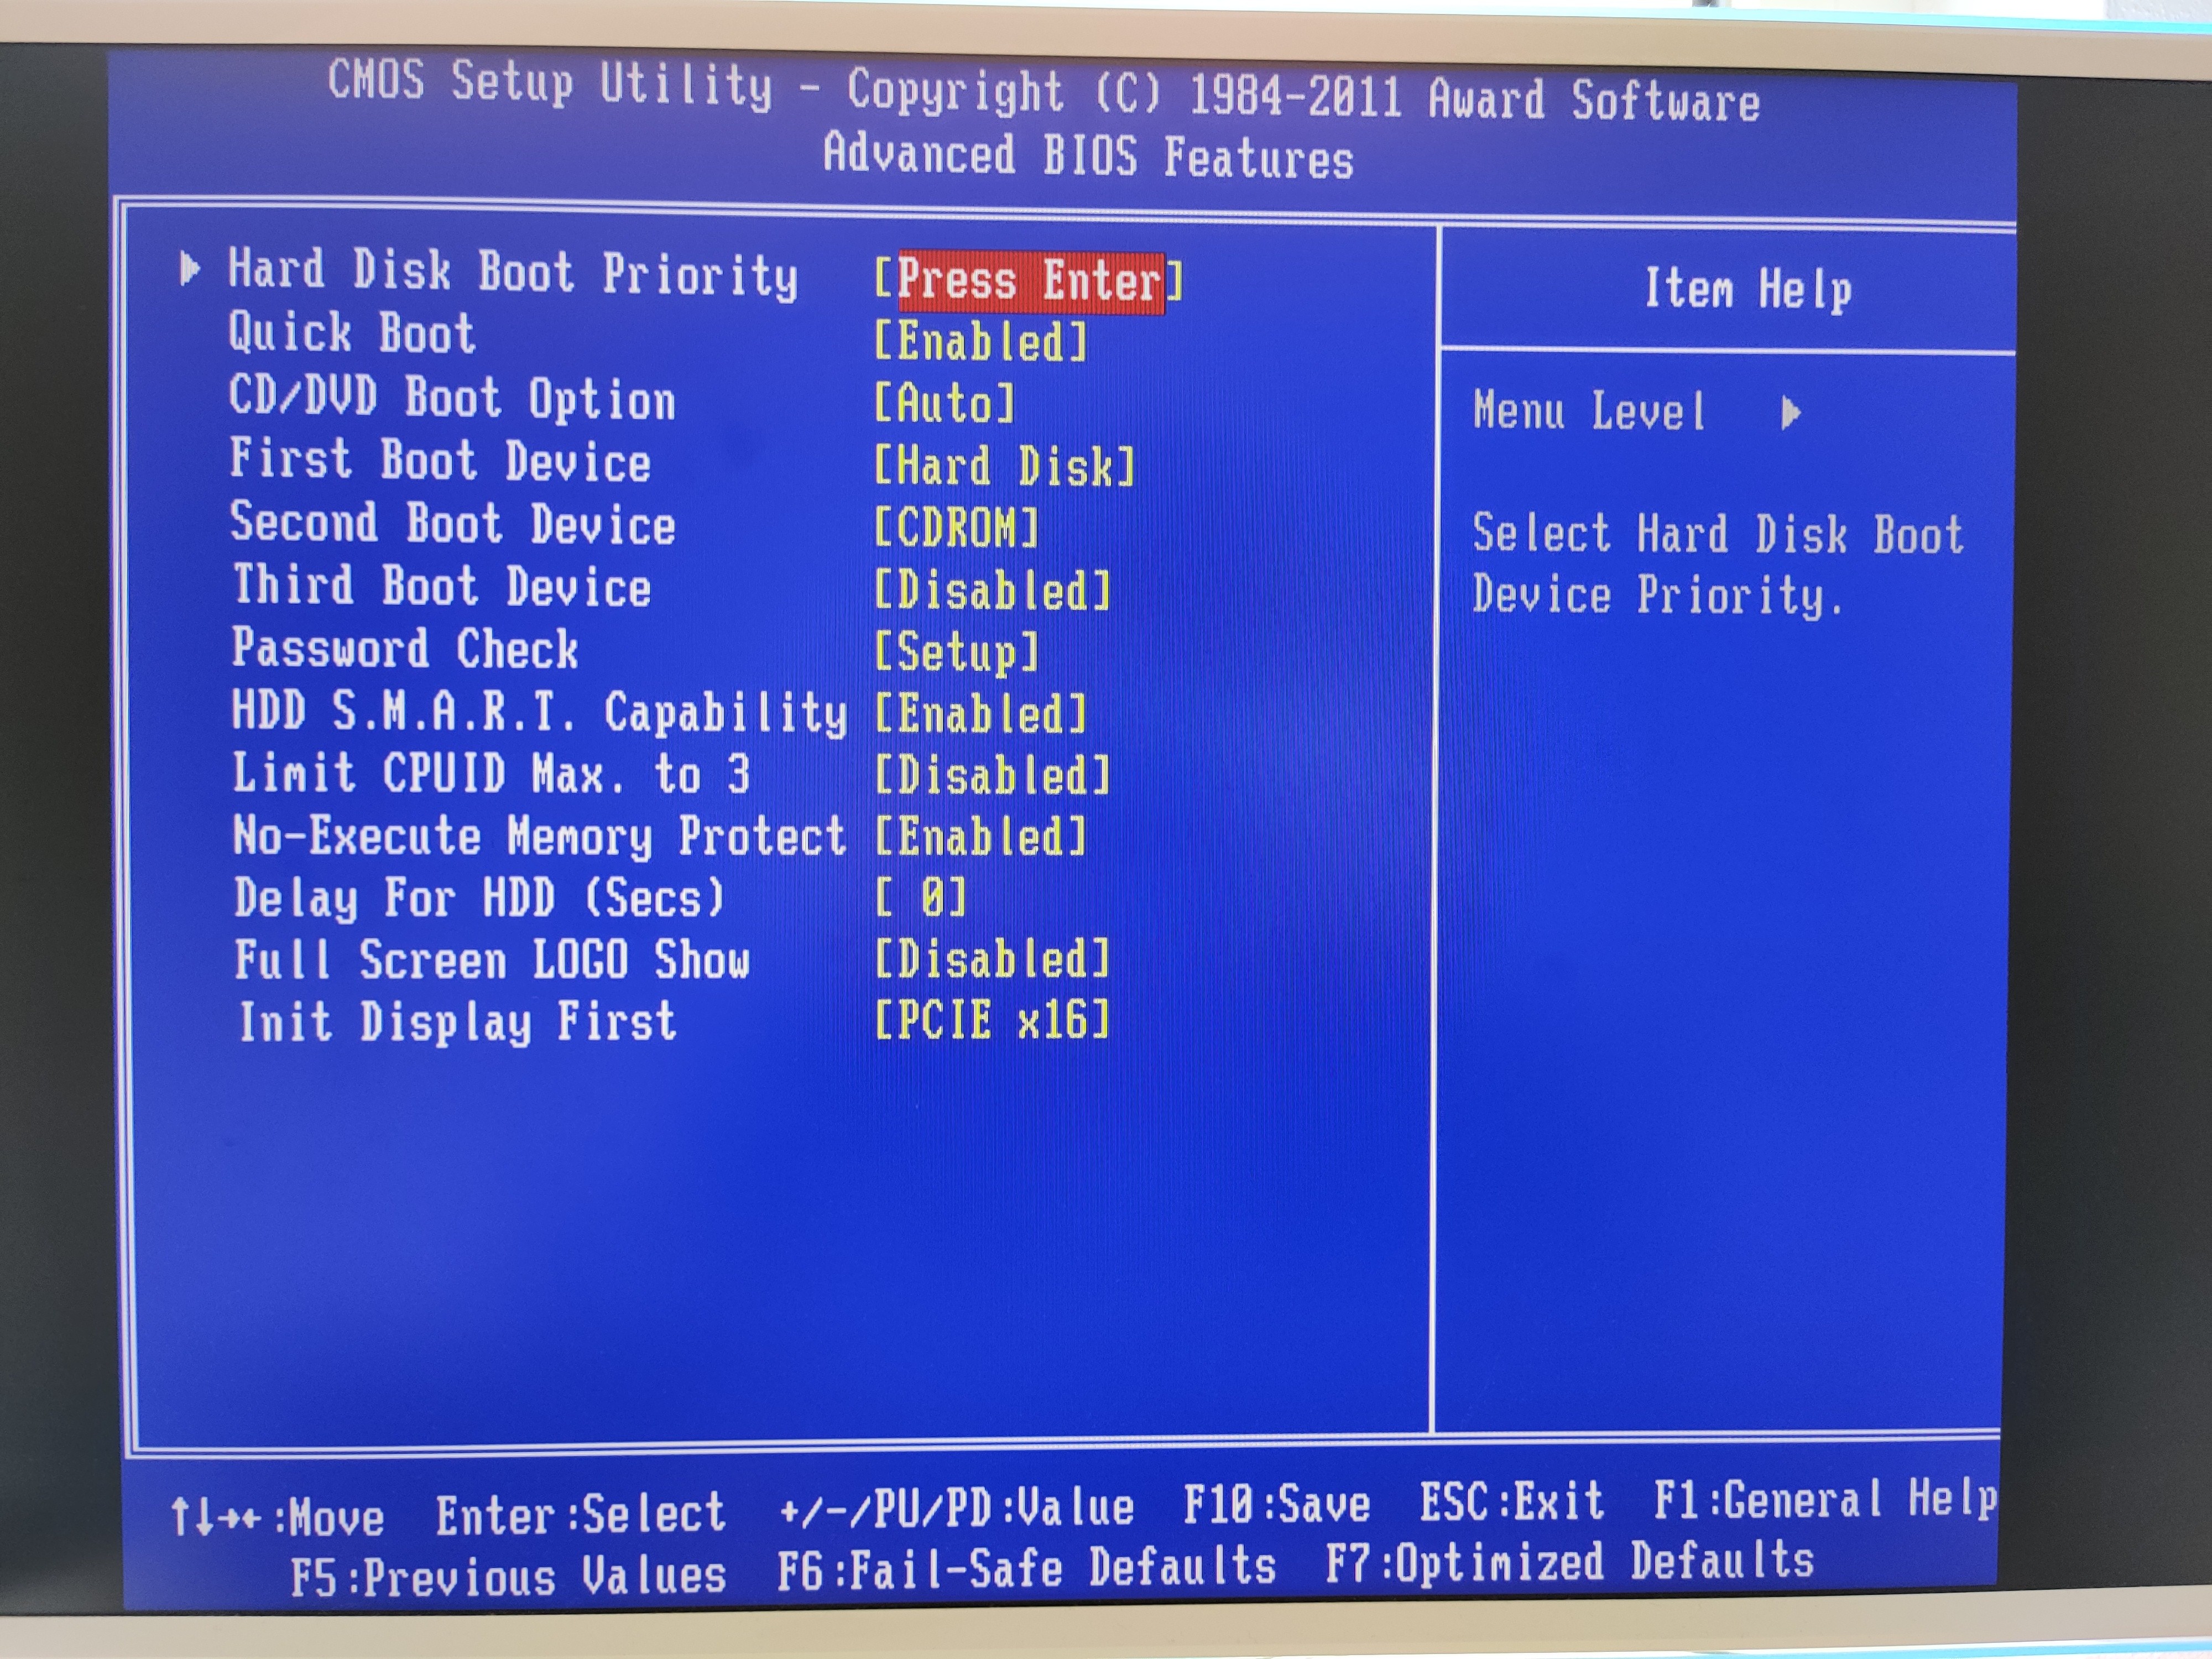 CMOS Setup Utility - Copyright (C) 1984-2011 Award Software
Advanced BIOS Features
Hard Disk Boot Priority [Press Enter]
Quick Boot [Enabled]
CD/DVD Boot Option [Auto]
First Boot Device [Hard Disk]
Second Boot Device [CDROM]
Third Boot Device [Disabled]
Password Check [Setup]
HDD S.M.A.R.T. Capability [Enabled]
Limit CPUID Max. to 3 [Disabled]
No-Execute Memory Protect [Enabled]
Delay For HDD (Secs) [ 0]
Full Screen LOGO Show [Disabled]
Init Display First [PCIE x16]
Item Help
Menu Level ▶
Select Hard Disk Boot
Device Priority.
↑↓→←:Move Enter:Select +/-/PU/PD:Value F10:Save ESC:Exit F1:General Help
F5:Previous Values F6:Fail-Safe Defaults F7:Optimized Defaults